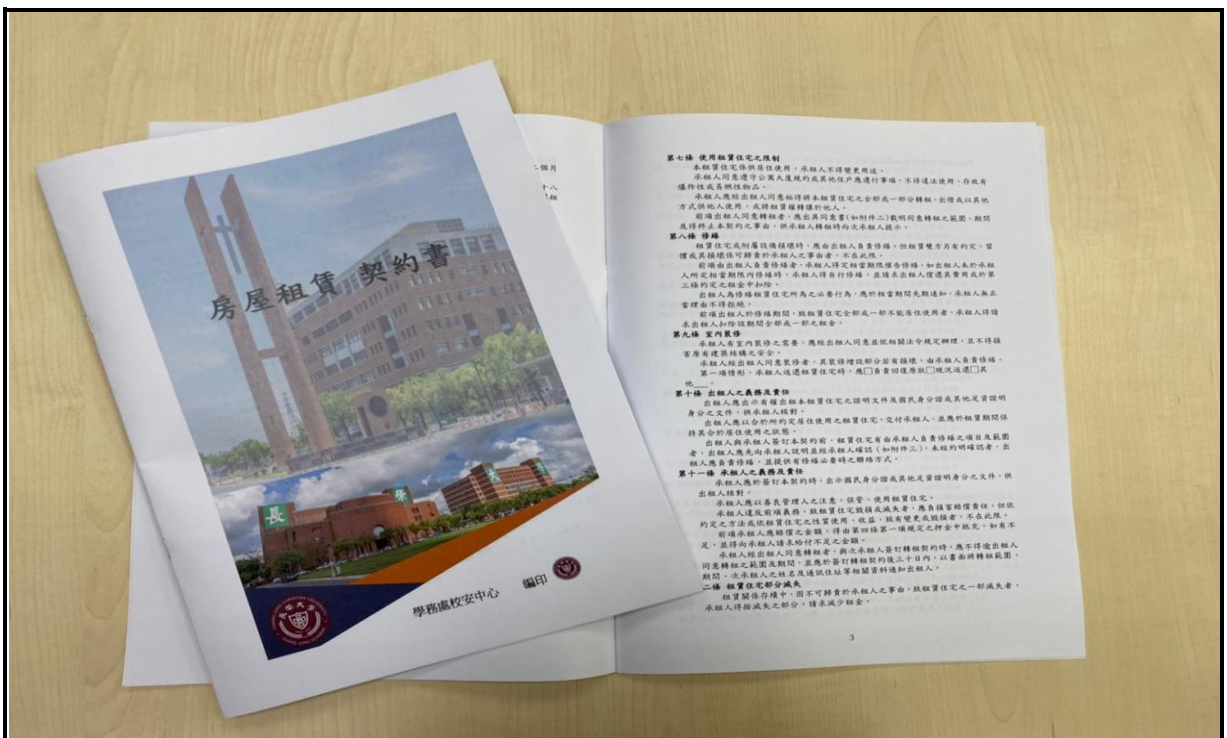 房屋租賃 契約書
長
榮
大
學務處校安中心 編印
二個月
十八
第七條 使用租賃住宅之限制
本租賃住宅係供居住使用，承租人不得變更用途。
承租人同意遵守公寓大廈規約或其他住戶應遵行事項，不得違法使用、存放有
爆炸性或易燃性物品。
承租人應經出租人同意始得將本租賃住宅之全部或一部分轉租、出借或以其他
方式供他人使用，或將租賃權轉讓於他人。
前項出租人同意轉租者，應出具同意書(如附件二)載明同意轉租之範圍、期間
及得終止本契約之事由，供承租人轉租時向次承租人提示。
第八條 修繕
租賃住宅或附屬設備損壞時，應由出租人負責修繕。但租賃雙方另有約定、習
慣或其損壞係可歸責於承租人之事由者，不在此限。
前項由出租人負責修繕者，承租人得定相當期限催告修繕，如出租人未於承租
人所定相當期限內修繕時，承租人得自行修繕，並請求出租人償還其費用或於第
三條約定之租金中扣除。
出租人為修繕租賃住宅所為之必要行為，應於相當期間先期通知，承租人無正
當理由不得拒絕。
前項出租人於修繕期間，致租賃住宅全部或一部不能居住使用者，承租人得請
求出租人扣除該期間全部或一部之租金。
第九條 室內裝修
承租人有室內裝修之需要，應經出租人同意並依相關法令規定辦理，且不得損
害原有建築結構之安全。
承租人經出租人同意裝修者，其裝修增設部分若有損壞，由承租人負責修繕。
第一項情形，承租人返還租賃住宅時，應□負責回復原狀□現況返還□其
他___。
第十條 出租人之義務及責任
出租人應出示有權出租本租賃住宅之證明文件及國民身分證或其他足資證明
身分之文件，供承租人核對。
出租人應以合於所約定居住使用之租賃住宅，交付承租人，並應於租賃期間保
持其合於居住使用之狀態。
出租人與承租人簽訂本契約前，租賃住宅有由承租人負責修繕之項目及範圍
者，出租人應先向承租人說明並經承租人確認（如附件三），未經約明確認者，出
租人應負責修繕，並提供有修繕必要時之聯絡方式。
第十一條 承租人之義務及責任
承租人應於簽訂本契約時，出示國民身分證或其他足資證明身分之文件，供
出租人核對。
承租人應以善良管理人之注意，保管、使用租賃住宅。
承租人違反前項義務，致租賃住宅毀損或滅失者，應負損害賠償責任。但依
約定之方法或依租賃住宅之性質使用、收益，致有變更或毀損者，不在此限。
前項承租人應賠償之金額，得由第四條第一項規定之押金中抵充，如有不
足，並得向承租人請求給付不足之金額。
承租人經出租人同意轉租者，與次承租人簽訂轉租契約時，應不得逾出租人
同意轉租之範圍及期間，並應於簽訂轉租契約後三十日內，以書面將轉租範圍、
期間、次承租人之姓名及通訊住址等相關資料通知出租人。
二條 租賃住宅部分滅失
租賃關係存續中，因不可歸責於承租人之事由，致租賃住宅之一部滅失者，
承租人得按滅失之部分，請求減少租金。
3